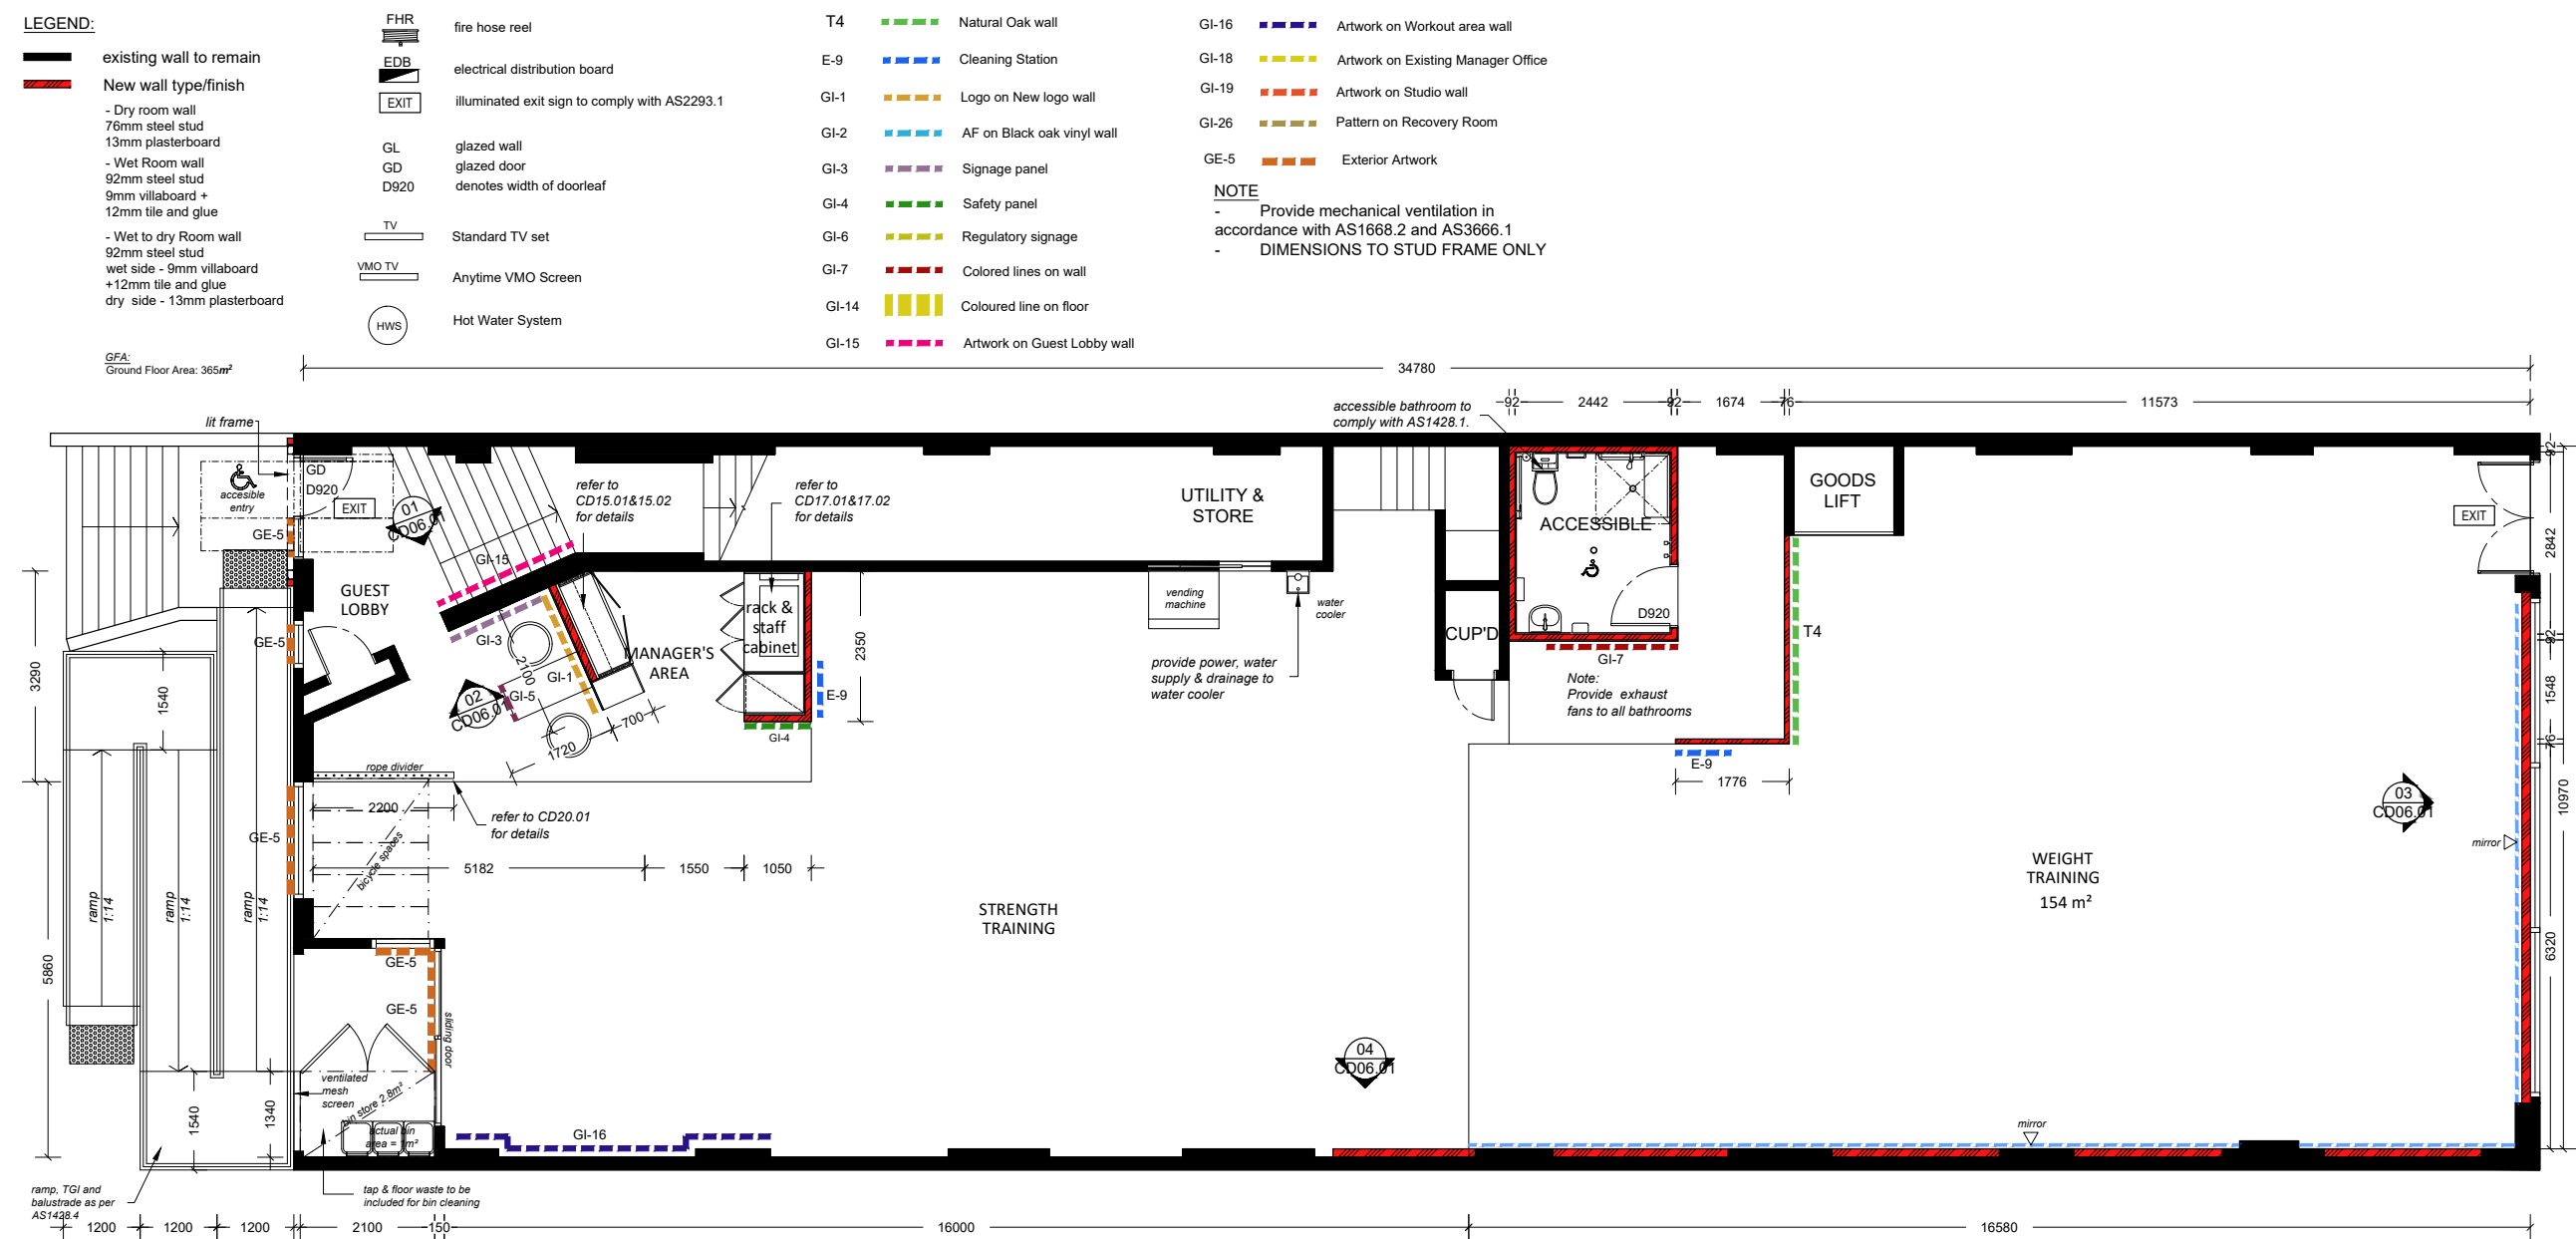 LEGEND:
existing wall to remain
New wall type/finish
- Dry room wall
76mm steel stud
13mm plasterboard
- Wet Room wall
92mm steel stud
9mm villaboard +
12mm tile and glue
- Wet to dry Room wall
92mm steel stud
wet side - 9mm villaboard
+12mm tile and glue
dry side - 13mm plasterboard
GFA:
Ground Floor Area: 365m²
FHR fire hose reel
EDB electrical distribution board
EXIT illuminated exit sign to comply with AS2293.1
GL glazed wall
GD glazed door
D920 denotes width of doorleaf
TV Standard TV set
VMO TV Anytime VMO Screen
HWS Hot Water System
T4 Natural Oak wall
E-9 Cleaning Station
GI-1 Logo on New logo wall
GI-2 AF on Black oak vinyl wall
GI-3 Signage panel
GI-4 Safety panel
GI-6 Regulatory signage
GI-7 Colored lines on wall
GI-14 Coloured line on floor
GI-15 Artwork on Guest Lobby wall
GI-16 Artwork on Workout area wall
GI-18 Artwork on Existing Manager Office
GI-19 Artwork on Studio wall
GI-26 Pattern on Recovery Room
GE-5 Exterior Artwork
NOTE
- Provide mechanical ventilation in
accordance with AS1668.2 and AS3666.1
- DIMENSIONS TO STUD FRAME ONLY
34780
92 2442 92 1674 76 11573
accessible bathroom to
comply with AS1428.1.
lit frame
GD
D920
EXIT
accesible
entry
GE-5
01
CD06.01
GI-15
refer to
CD15.01&15.02
for details
refer to
CD17.01&17.02
for details
UTILITY &
STORE
ACCESSIBLE
D920
GOODS
LIFT
EXIT
92
2842
GUEST
LOBBY
GE-5
GI-3
2100
GI-1
GI-5
02
CD06.01
MANAGER'S
AREA
rack &
staff
cabinet
2350
E-9
GI-4
700
1720
vending
machine
water
cooler
provide power, water
supply & drainage to
water cooler
CUP'D
GI-7
Note:
Provide exhaust
fans to all bathrooms
T4
E-9
1776
92
1548
76
10970
6320
3290
1540
5860
rope divider
2200
refer to CD20.01
for details
bicycle spaces
GE-5
5182 1550 1050
ramp
1:14
ramp
1:14
ramp
1:14
STRENGTH
TRAINING
WEIGHT
TRAINING
154 m²
03
CD06.01
mirror
GE-5
GE-5
sliding door
ventilated
mesh
screen
bin store 2.8m²
actual bin
area = 1m²
1540
1340
GI-16
04
CD06.01
mirror
ramp, TGI and
balustrade as per
AS1428.4
tap & floor waste to be
included for bin cleaning
1200 1200 1200 2100 150 16000 16580